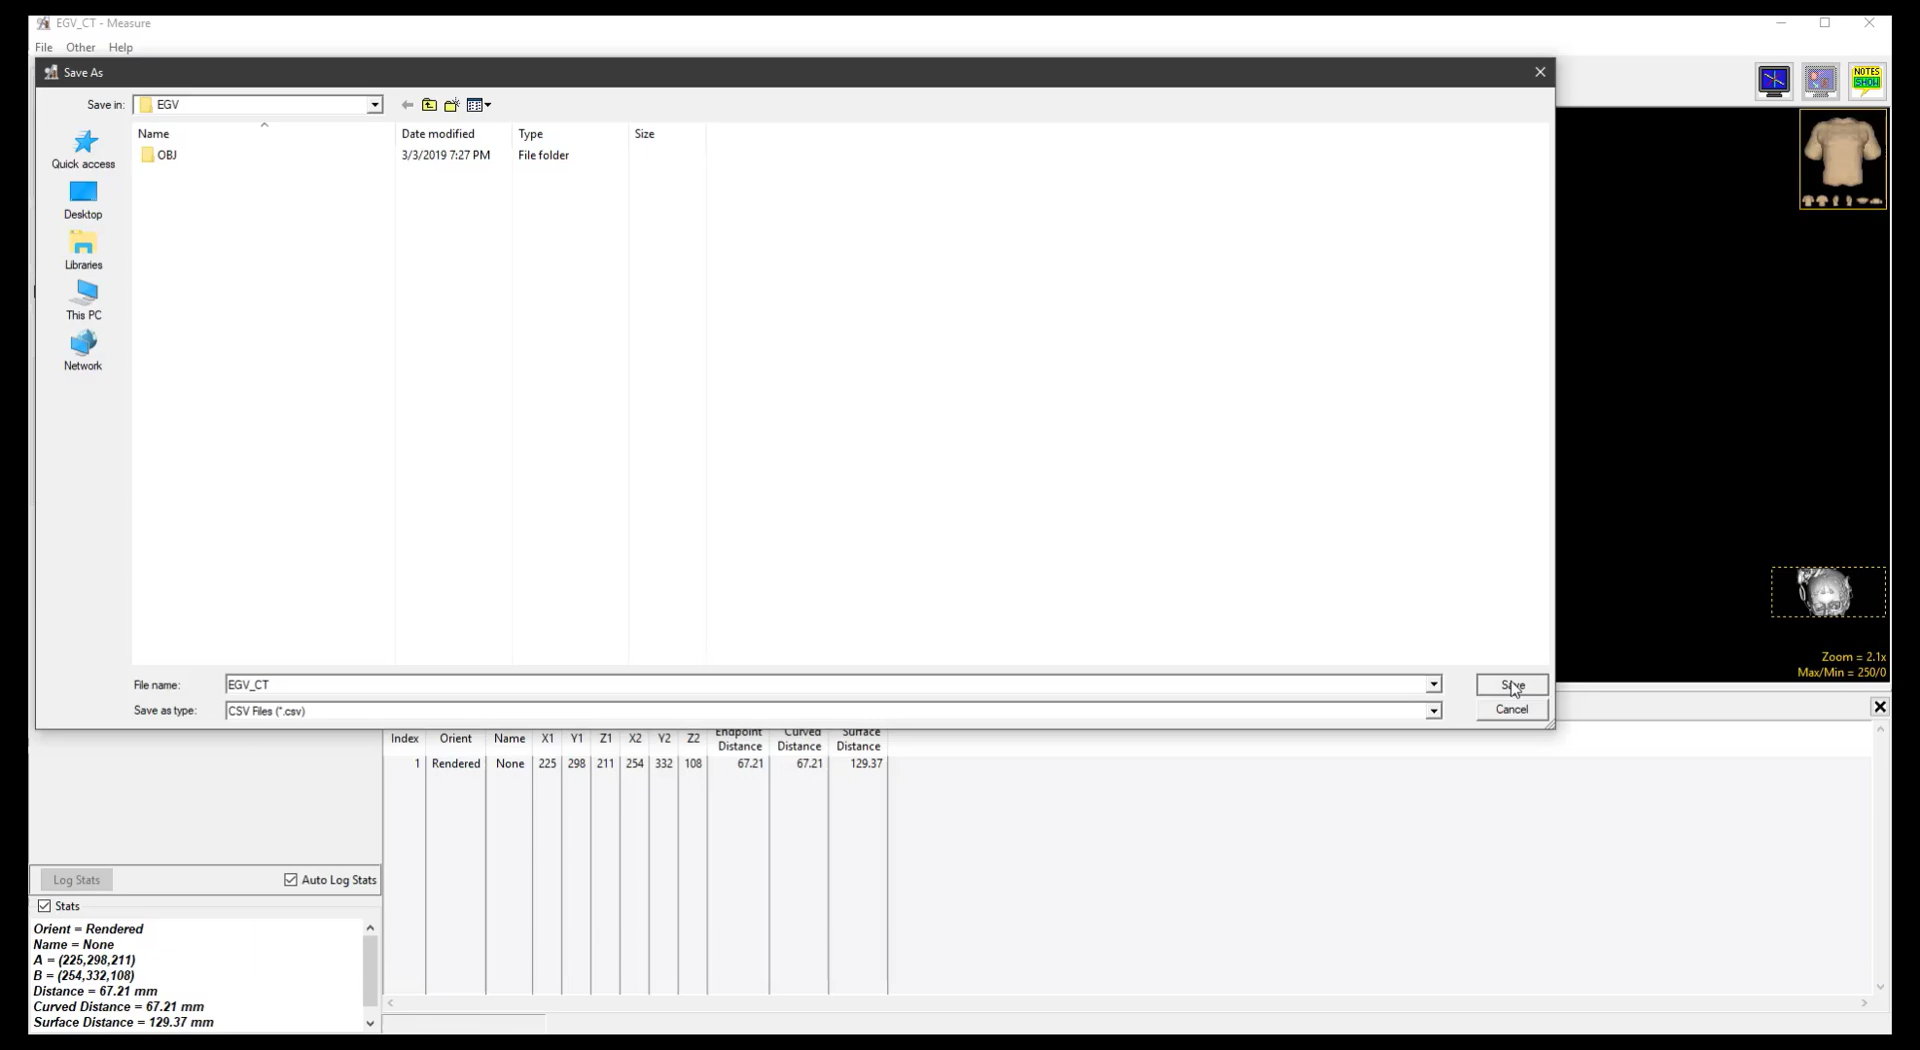 EGV_CT - Measure
File Other Help
Save As
Save in: EGV
NOTES
SHOW
Name Date modified Type Size
OBJ 3/3/2019 7:27 PM File folder
Quick access
Desktop
Libraries
This PC
Network
Zoom = 2.1x
Max/Min = 250/0
File name: EGV_CT Save
Save as type: CSV Files (*.csv) Cancel
Index Orient Name X1 Y1 Z1 X2 Y2 Z2 Endpoint Distance Curved Distance Surface Distance
1 Rendered None 225 298 211 254 332 108 67.21 67.21 129.37
Log Stats Auto Log Stats
Stats
Orient = Rendered
Name = None
A = (225,298,211)
B = (254,332,108)
Distance = 67.21 mm
Curved Distance = 67.21 mm
Surface Distance = 129.37 mm